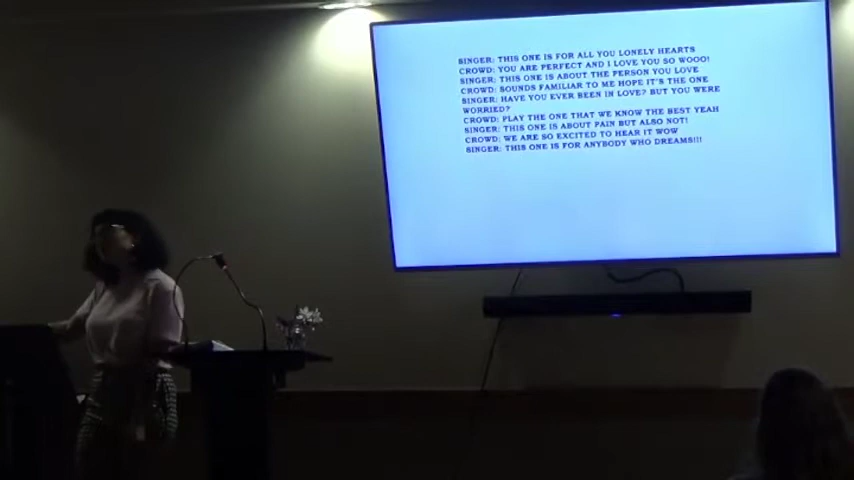 SINGER: THIS ONE IS FOR ALL YOU LONELY HEARTS
CROWD: YOU ARE PERFECT AND I LOVE YOU SO WOOO!
SINGER: THIS ONE IS ABOUT THE PERSON YOU LOVE
CROWD: SOUNDS FAMILIAR TO ME HOPE IT'S THE ONE
SINGER: HAVE YOU EVER BEEN IN LOVE? BUT YOU WERE
WORRIED?
CROWD: PLAY THE ONE THAT WE KNOW THE BEST YEAH
SINGER: THIS ONE IS ABOUT PAIN BUT ALSO NOT!
CROWD: WE ARE SO EXCITED TO HEAR IT WOW
SINGER: THIS ONE IS FOR ANYBODY WHO DREAMS!!!